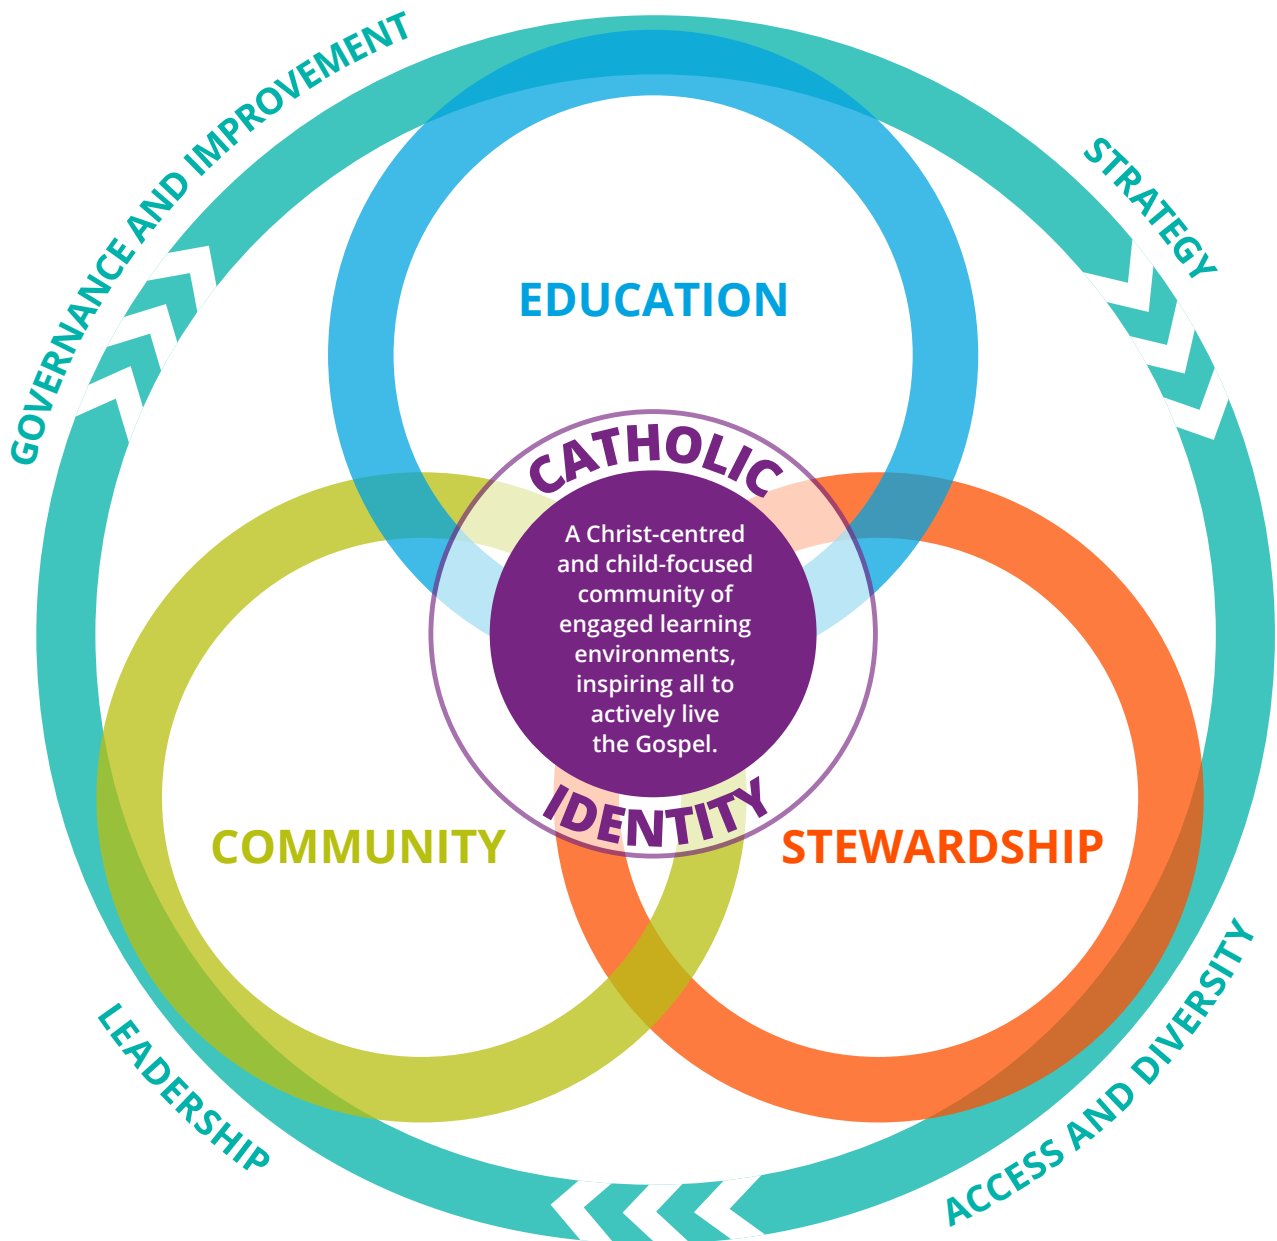 GOVERNANCE AND IMPROVEMENT
STRATEGY
EDUCATION
CATHOLIC
A Christ-centred
and child-focused
community of
engaged learning
environments,
inspiring all to
actively live
the Gospel.
IDENTITY
COMMUNITY
STEWARDSHIP
LEADERSHIP
ACCESS AND DIVERSITY